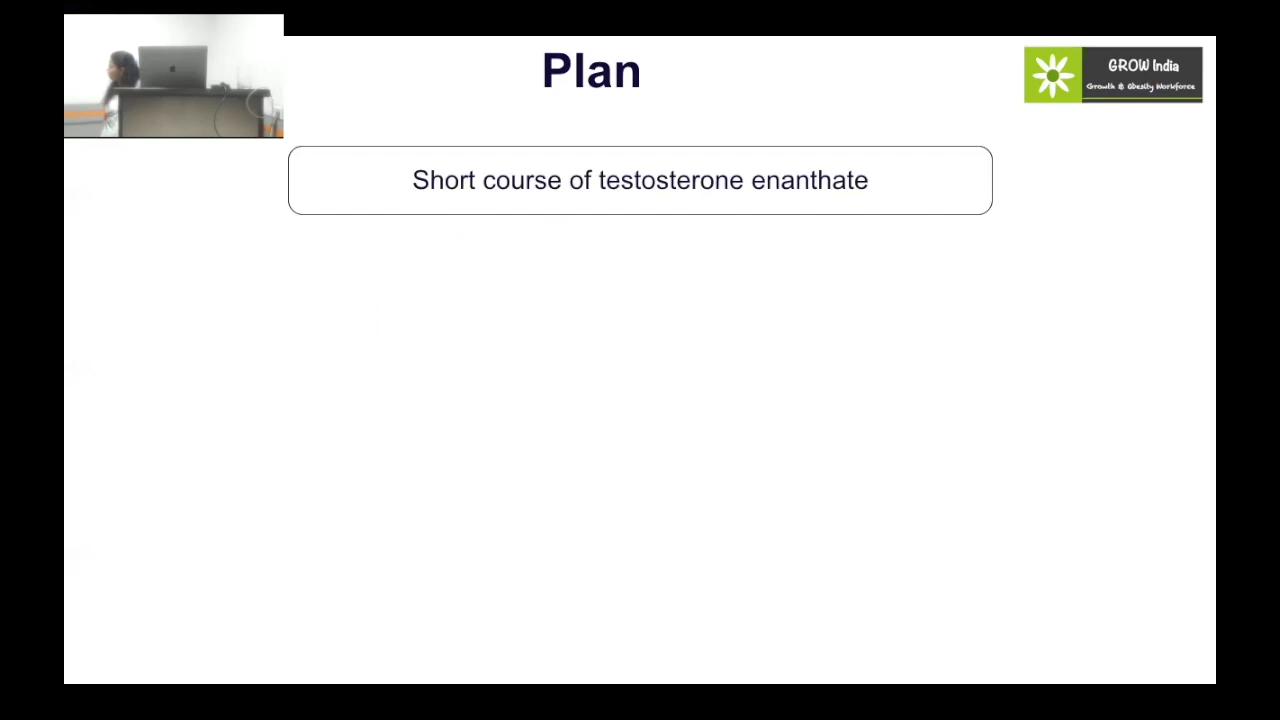 Plan
GROW India
Growth & Obesity Workforce
Short course of testosterone enanthate